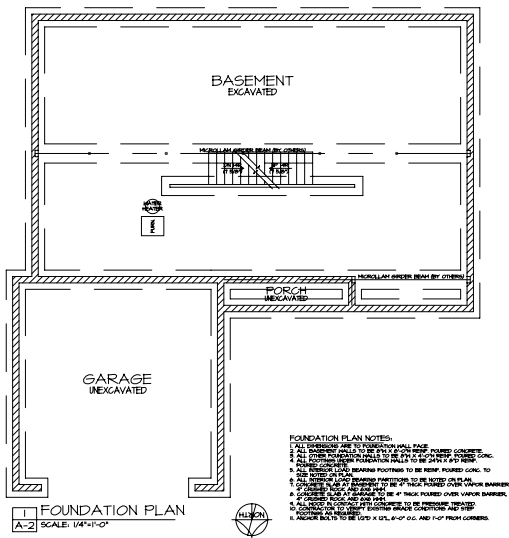 BASEMENT
EXCAVATED
MICROLLAM GIRDER BEAM (BY OTHERS)
WATER
HEATER
FURN.
MICROLLAM GIRDER BEAM (BY OTHERS)
PORCH
UNEXCAVATED
GARAGE
UNEXCAVATED
FOUNDATION PLAN NOTES:
1. ALL DIMENSIONS ARE TO FOUNDATION WALL FACE.
2. ALL BASEMENT WALLS TO BE 8"W X 8'-0"H REINF. POURED CONCRETE.
3. ALL OTHER FOUNDATION WALLS TO BE 8"W X 4'-0"H REINF. POURED CONC.
4. ALL FOOTINGS UNDER FOUNDATION WALLS TO BE 24"W X 8"D REINF.
POURED CONCRETE.
5. ALL INTERIOR LOAD BEARING FOOTINGS TO BE REINF. POURED CONC. TO
SIZE NOTED ON PLAN.
6. ALL INTERIOR LOAD BEARING PARTITIONS TO BE NOTED ON PLAN.
7. CONCRETE SLAB AT BASEMENT TO BE 4" THICK POURED OVER VAPOR BARRIER,
4" CRUSHED ROCK AND 6X6 WWM.
8. CONCRETE SLAB AT GARAGE TO BE 4" THICK POURED OVER VAPOR BARRIER,
4" CRUSHED ROCK AND 6X6 WWM.
9. ALL WOOD IN CONTACT WITH CONCRETE TO BE PRESSURE TREATED.
10. CONTRACTOR TO VERIFY EXISTING GRADE CONDITIONS AND STEP
FOOTINGS AS REQUIRED.
11. ANCHOR BOLTS TO BE 1/2"D X 12"L, 6'-0" O.C. AND 1'-0" FROM CORNERS.
1
A-2
FOUNDATION PLAN
SCALE: 1/4"=1'-0"
NORTH